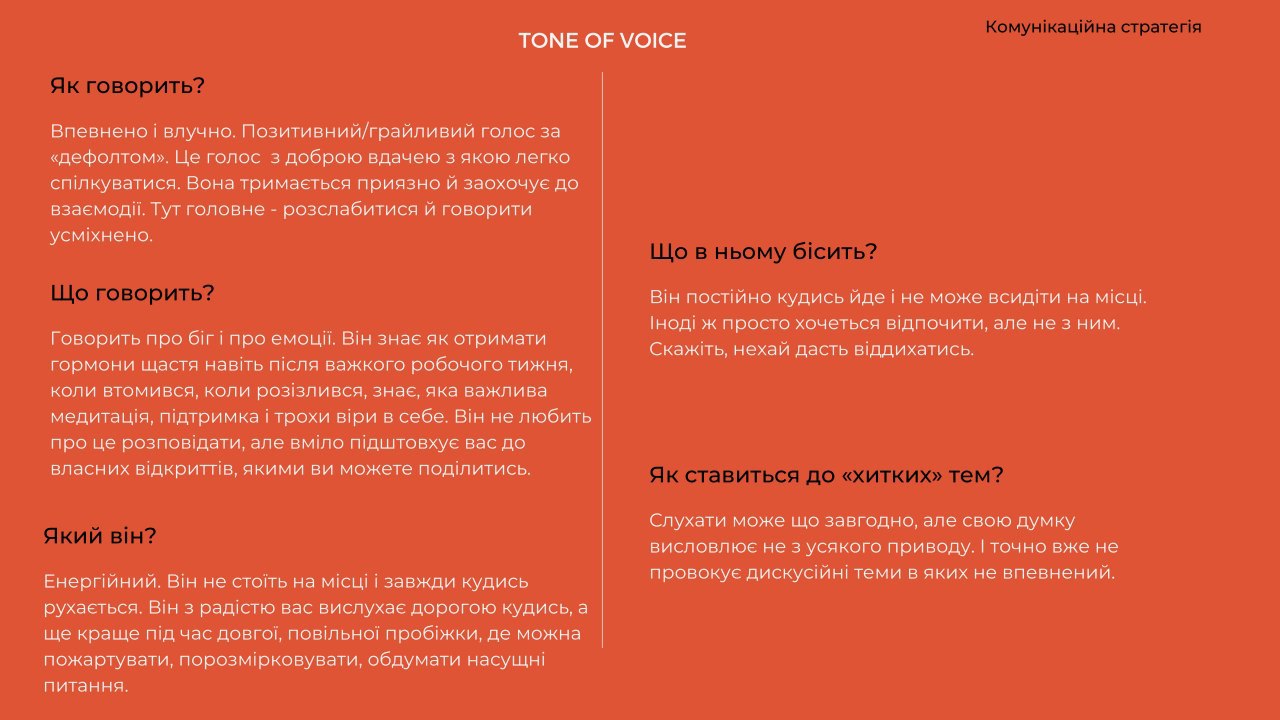 TONE OF VOICE
Комунікаційна стратегія
Як говорить?
Впевнено і влучно. Позитивний/грайливий голос за
«дефолтом». Це голос  з доброю вдачею з якою легко
спілкуватися. Вона тримається приязно й заохочує до
взаємодії. Тут головне - розслабитися й говорити
усміхнено.
Що говорить?
Говорить про біг і про емоції. Він знає як отримати
гормони щастя навіть після важкого робочого тижня,
коли втомився, коли розізлився, знає, яка важлива
медитація, підтримка і трохи віри в себе. Він не любить
про це розповідати, але вміло підштовхує вас до
власних відкриттів, якими ви можете поділитись.
Який він?
Енергійний. Він не стоїть на місці і завжди кудись
рухається. Він з радістю вас вислухає дорогою кудись, а
ще краще під час довгої, повільної пробіжки, де можна
пожартувати, порозмірковувати, обдумати насущні
питання.
Що в ньому бісить?
Він постійно кудись йде і не може всидіти на місці.
Іноді ж просто хочеться відпочити, але не з ним.
Скажіть, нехай дасть віддихатись.
Як ставиться до «хитких» тем?
Слухати може що завгодно, але свою думку
висловлює не з усякого приводу. І точно вже не
провокує дискусійні теми в яких не впевнений.